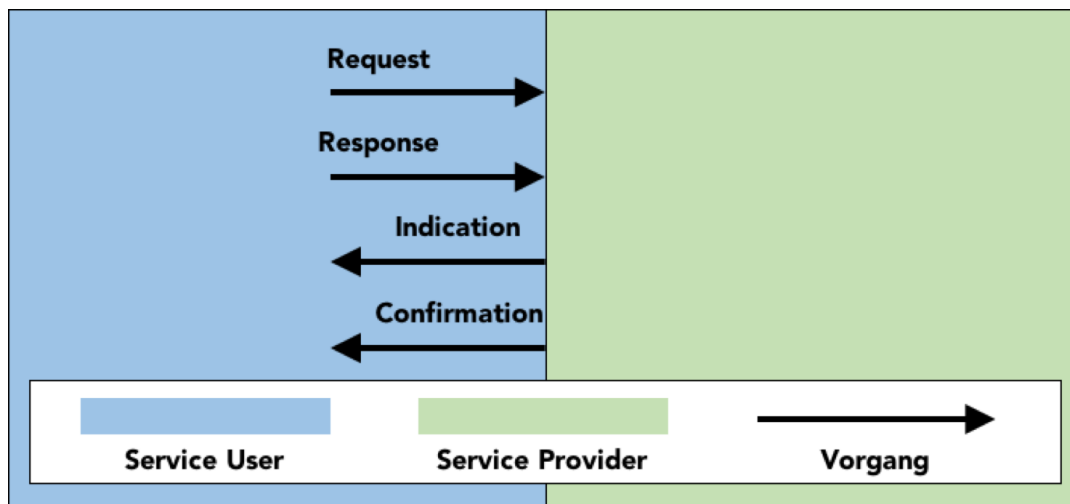 Request
Response
Indication
Confirmation
Service User
Service Provider
Vorgang